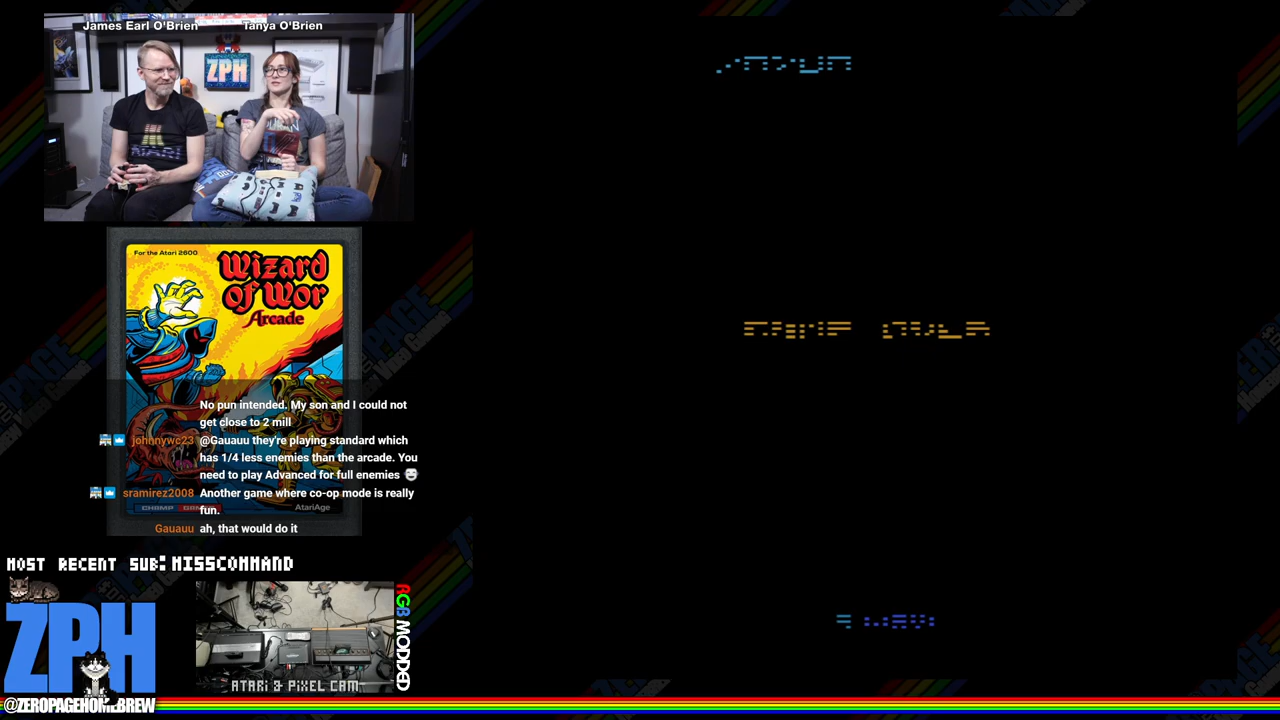 James Earl O'Brien
Tanya O'Brien
ZPH
For the Atari 2600
Wizard
of Wor
Arcade
No pun intended. My son and I could not
get close to 2 mill
johnnywc23 @Gauauu they're playing standard which
has 1/4 less enemies than the arcade. You
need to play Advanced for full enemies
sramirez2008 Another game where co-op mode is really
fun.
CHAMP GAMES
AtariAge
Gauauu ah, that would do it
MOST RECENT SUB: MISSCOMMAND
ZPH
RGB MODDED
ATARI & PIXEL CAM
@ZEROPAGEHOMEBREW